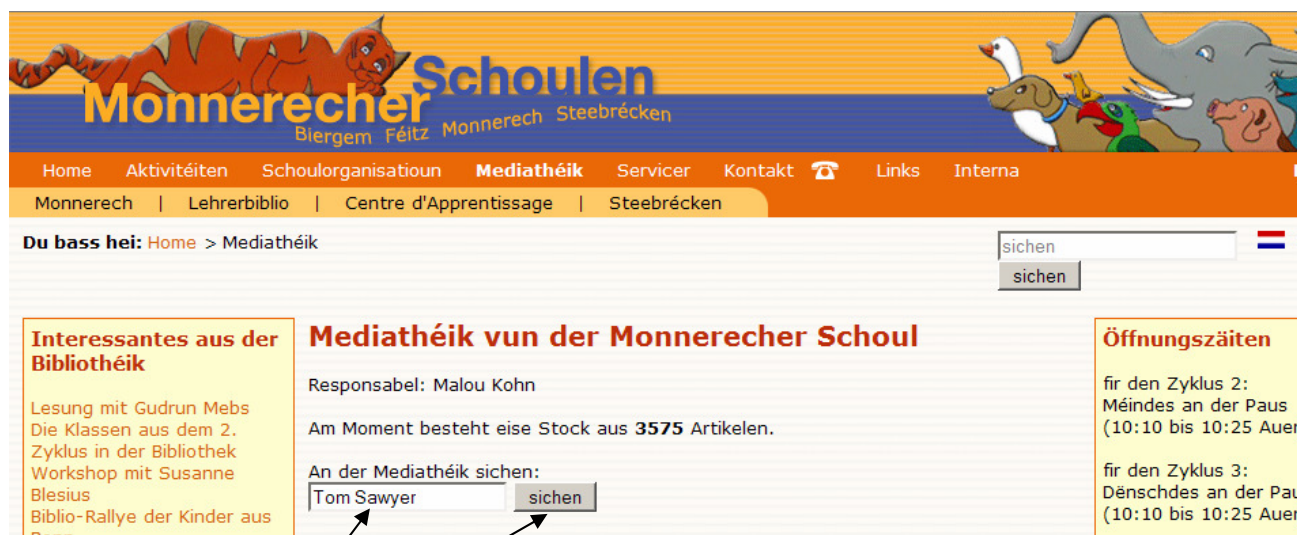 Monnerecher Schoulen
Biergem Féitz Monnerech Steebrécken
Home Aktivitéiten Schoulorganisatioun Mediathéik Servicer Kontakt Links Interna
Monnerech | Lehrerbiblio | Centre d'Apprentissage | Steebrécken
Du bass hei: Home > Mediathéik
sichen
sichen
Interessantes aus der
Bibliothéik
Lesung mit Gudrun Mebs
Die Klassen aus dem 2.
Zyklus in der Bibliothek
Workshop mit Susanne
Blesius
Biblio-Rallye der Kinder aus
Mediathéik vun der Monnerecher Schoul
Responsabel: Malou Kohn
Am Moment besteht eise Stock aus 3575 Artikelen.
An der Mediathéik sichen:
Tom Sawyer sichen
Öffnungszäiten
fir den Zyklus 2:
Méindes an der Paus
(10:10 bis 10:25 Auer
fir den Zyklus 3:
Dënschdes an der Pau
(10:10 bis 10:25 Auer